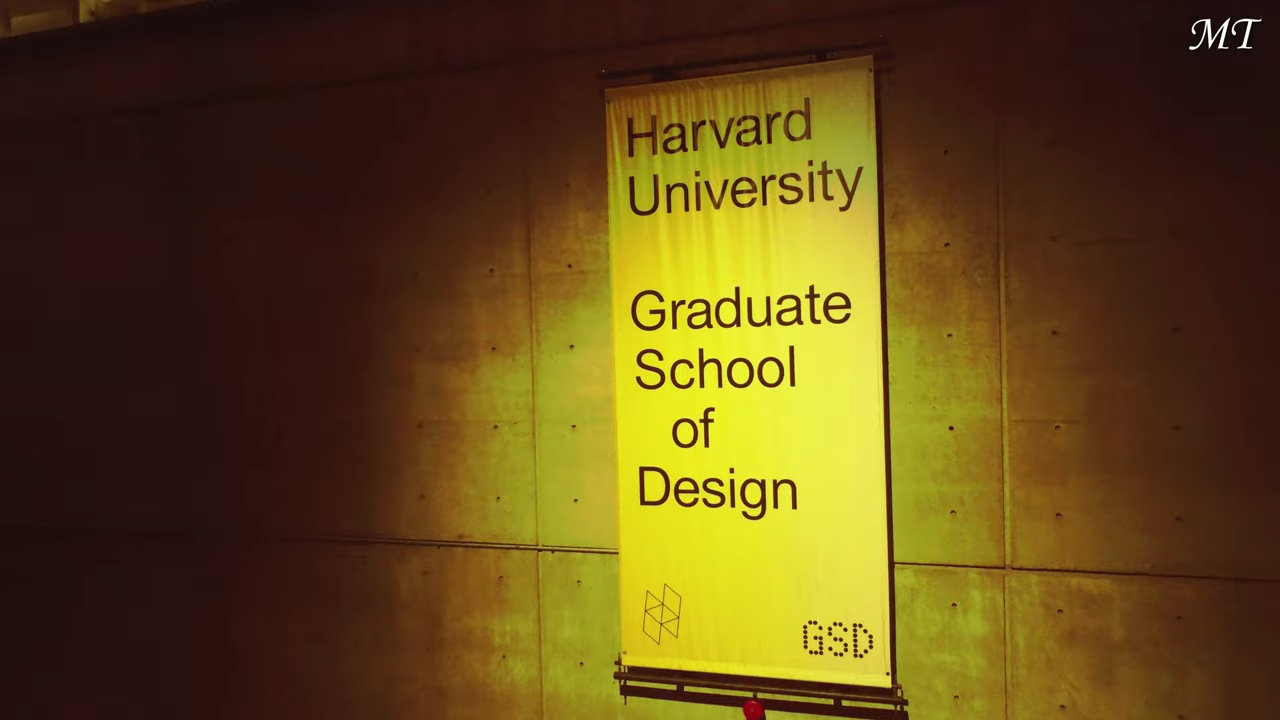 MT
Harvard
University
Graduate
School
of
Design
GSD